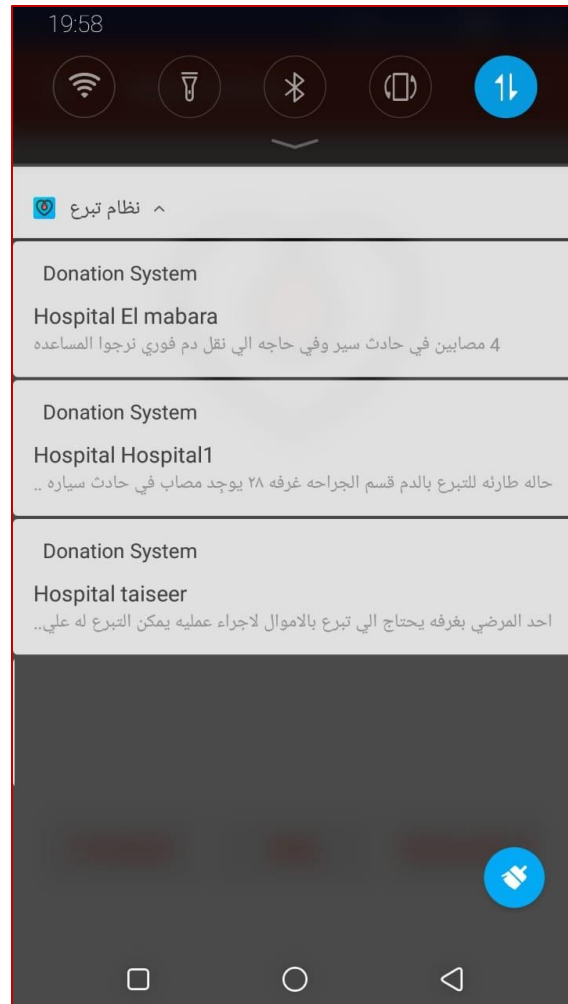 19:58
نظام تبرع
Donation System
Hospital El mabara
4 مصابين في حادث سير وفي حاجه الي نقل دم فوري نرجوا المساعده
Donation System
Hospital Hospital1
حاله طارئه للتبرع بالدم قسم الجراحه غرفه ٢٨ يوجد مصاب في حادث سياره ..
Donation System
Hospital taiseer
احد المرضي بغرفه يحتاج الي تبرع بالاموال لاجراء عمليه يمكن التبرع له علي..